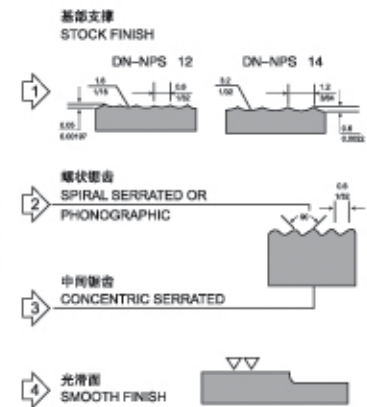 基部支撑
STOCK FINISH
DN-NPS 12
DN-NPS 14
1.6
1/16
0.8
1/32
3.2
1/32
1.2
3/64
0.05
0.00197
1
螺状锯齿
SPIRAL SERRATED OR
PHONOGRAPHIC
2
90
0.8
1/32
中间锯齿
CONCENTRIC SERRATED
3
光滑面
SMOOTH FINISH
4